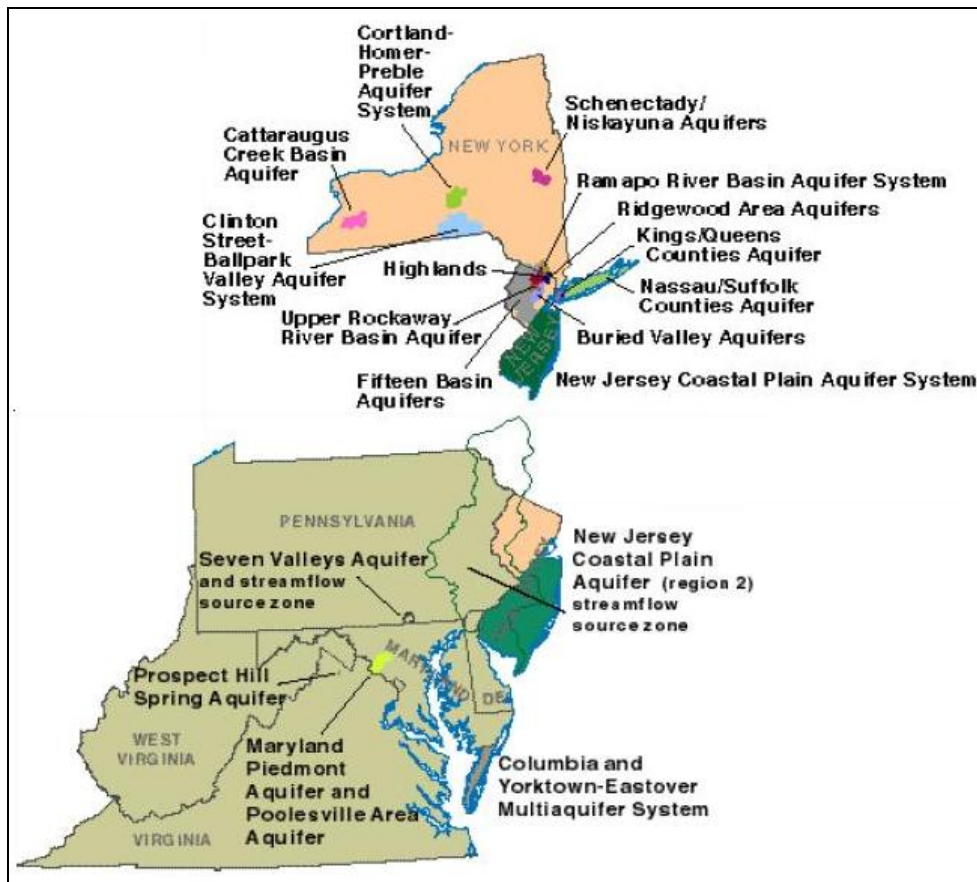 Cortland-
Homer-
Preble
Aquifer
System
Schenectady/
Niskayuna Aquifers
NEW YORK
Cattaraugus
Creek Basin
Aquifer
Ramapo River Basin Aquifer System
Ridgewood Area Aquifers
Clinton
Street-
Ballpark
Valley Aquifer
System
Kings/Queens
Counties Aquifer
Highlands
Nassau/Suffolk
Counties Aquifer
Upper Rockaway
River Basin Aquifer
Buried Valley Aquifers
NEW
JERSEY
Fifteen Basin
Aquifers
New Jersey Coastal Plain Aquifer System
PENNSYLVANIA
New Jersey
Coastal Plain
Aquifer (region 2)
streamflow
source zone
Seven Valleys Aquifer
and streamflow
source zone
MARYLAND
DE
Prospect Hill
Spring Aquifer
WEST
VIRGINIA
Maryland
Piedmont
Aquifer and
Poolesville Area
Aquifer
Columbia and
Yorktown-Eastover
Multiaquifer System
VIRGINIA